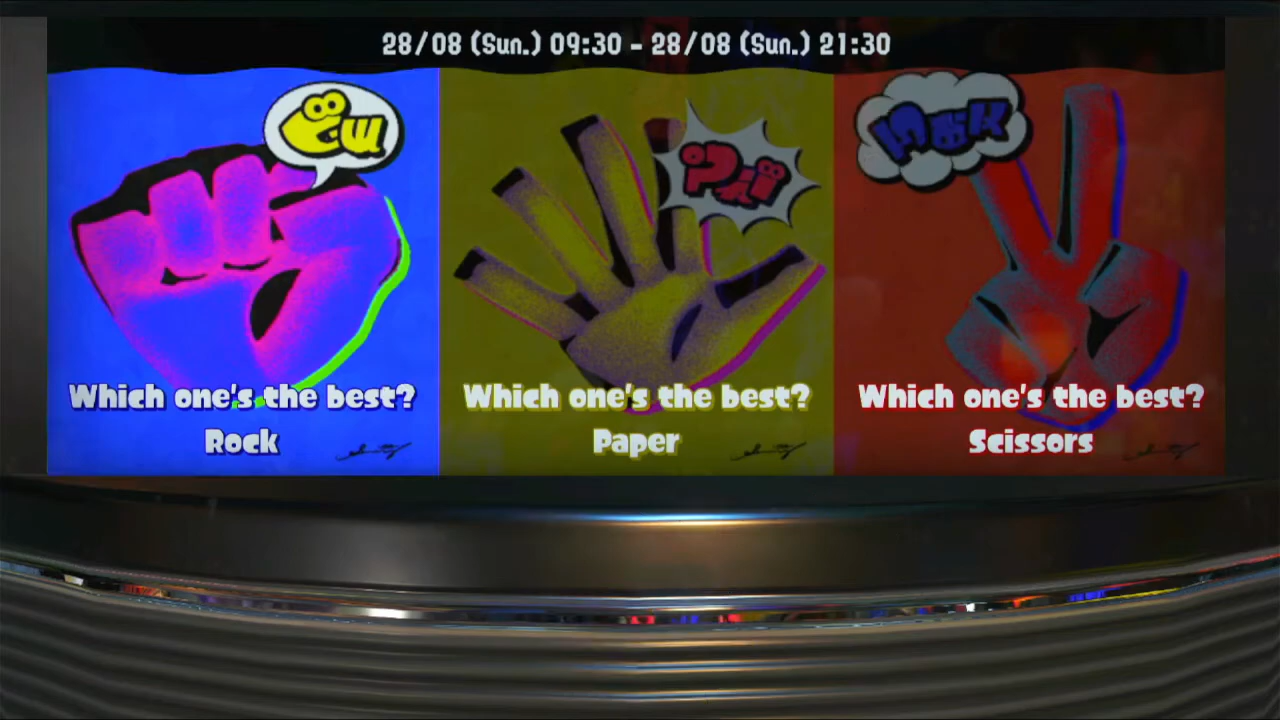 28/08 (Sun.) 09:30 - 28/08 (Sun.) 21:30
Which one's the best?
Rock
Which one's the best?
Paper
Which one's the best?
Scissors